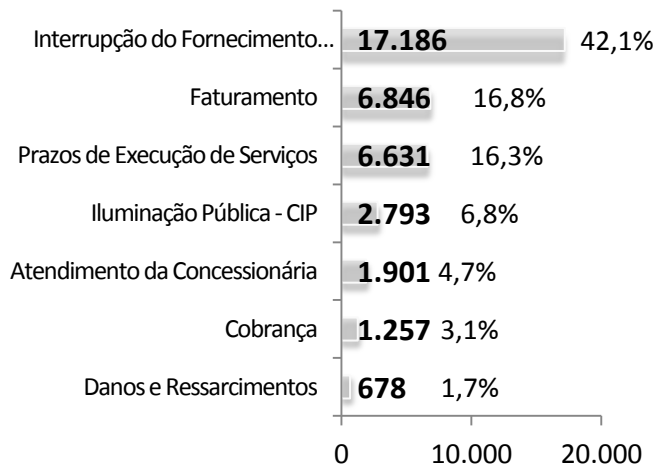 Interrupção do Fornecimento... 17.186 42,1%
Faturamento 6.846 16,8%
Prazos de Execução de Serviços 6.631 16,3%
Iluminação Pública - CIP 2.793 6,8%
Atendimento da Concessionária 1.901 4,7%
Cobrança 1.257 3,1%
Danos e Ressarcimentos 678 1,7%
0 10.000 20.000